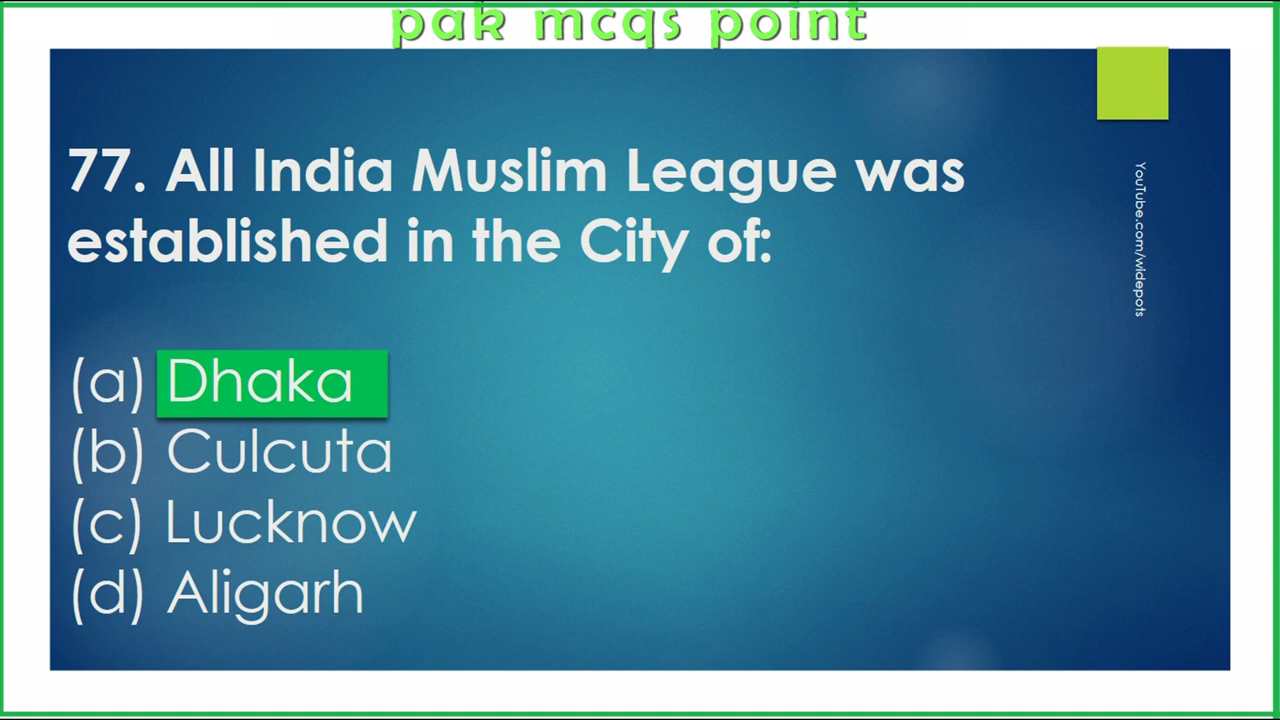 pak mcqs point
77. All India Muslim League was
established in the City of:
(a) Dhaka
(b) Culcuta
(c) Lucknow
(d) Aligarh
YouTube.com/widepots